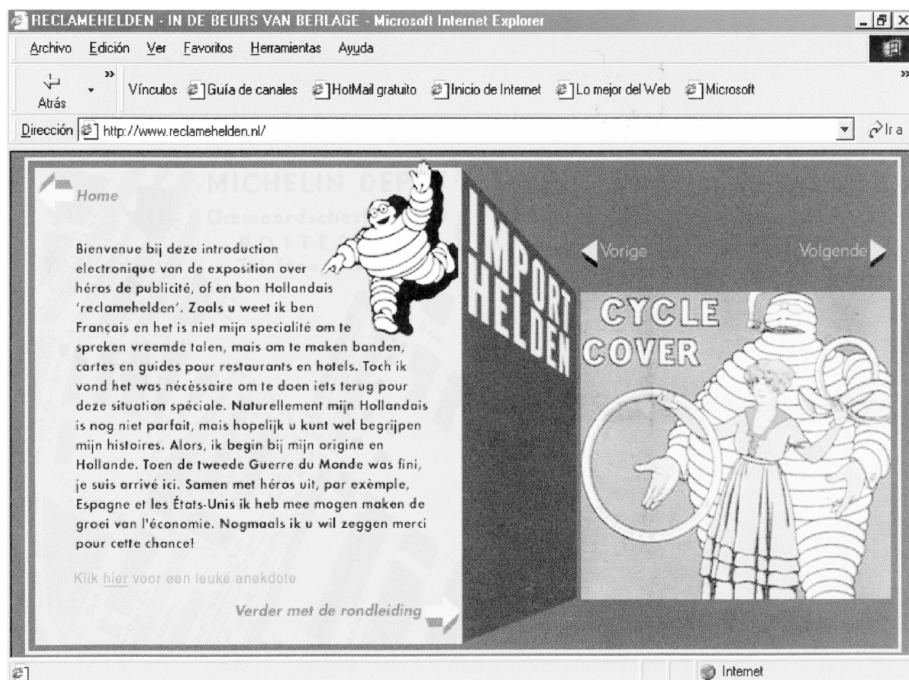 RECLAMEHELDEN - IN DE BEURS VAN BERLAGE - Microsoft Internet Explorer
Archivo Edición Ver Favoritos Herramientas Ayuda
Atrás
»
Vínculos Guía de canales HotMail gratuito Inicio de Internet Lo mejor del Web Microsoft
»
Dirección http://www.reclamehelden.nl/ Ir a
Home
Bienvenue bij deze introduction
electronique van de exposition over
héros de publicité, of en bon Hollandais
'reclamehelden'. Zoals u weet ik ben
Français en het is niet mijn specialité om te
spreken vreemde talen, mais om te maken banden,
cartes en guides pour restaurants en hotels. Toch ik
vond het was nécèssaire om te doen iets terug pour
deze situation spéciale. Naturellement mijn Hollandais
is nog niet parfait, mais hopelijk u kunt wel begrijpen
mijn histoires. Alors, ik begin bij mijn origine en
Hollande. Toen de tweede Guerre du Monde was fini,
je suis arrivé ici. Samen met héros uit, par exèmple,
Espagne et les États-Unis ik heb mee mogen maken de
groei van l'économie. Nogmaals ik u wil zeggen merci
pour cette chance!
Klik hier voor een leuke anekdote
Verder met de rondleiding
MICHELIN
IMPORT
HELDEN
Vorige
Volgende
CYCLE
COVER
Internet